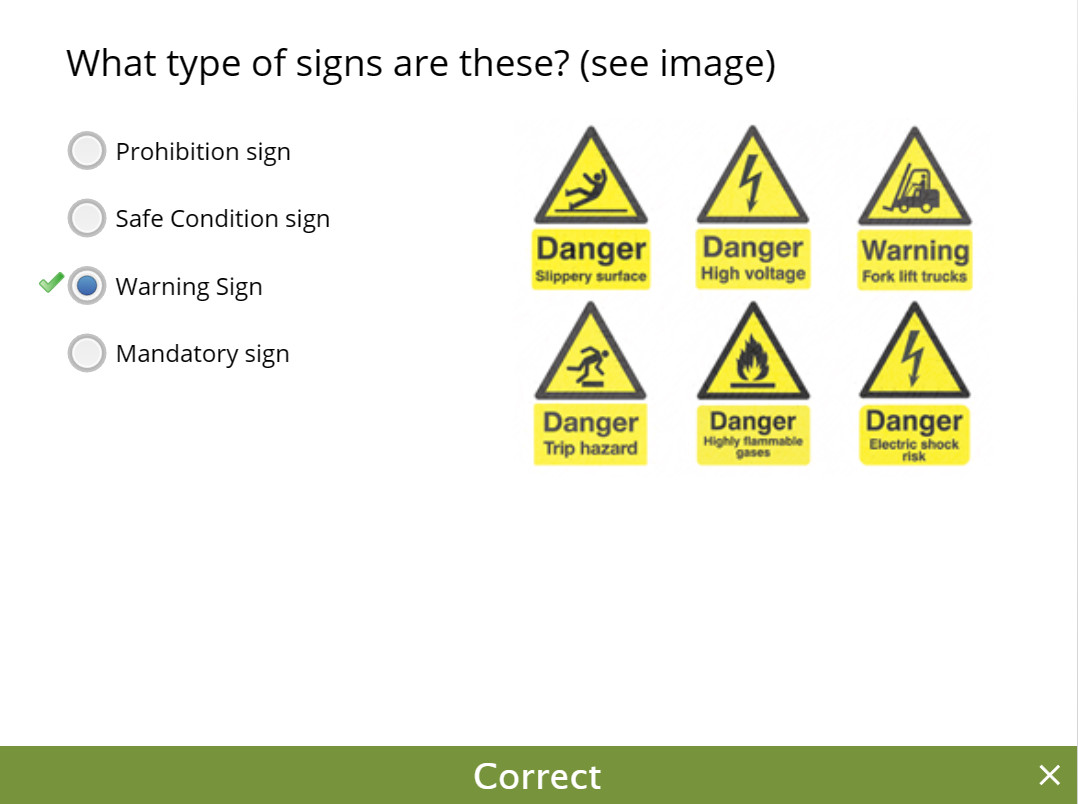 What type of signs are these? (see image)
Prohibition sign
Safe Condition sign
Warning Sign
Mandatory sign
Danger
Slippery surface
Danger
High voltage
Warning
Fork lift trucks
Danger
Trip hazard
Danger
Highly flammable
gases
Danger
Electric shock
risk
Correct